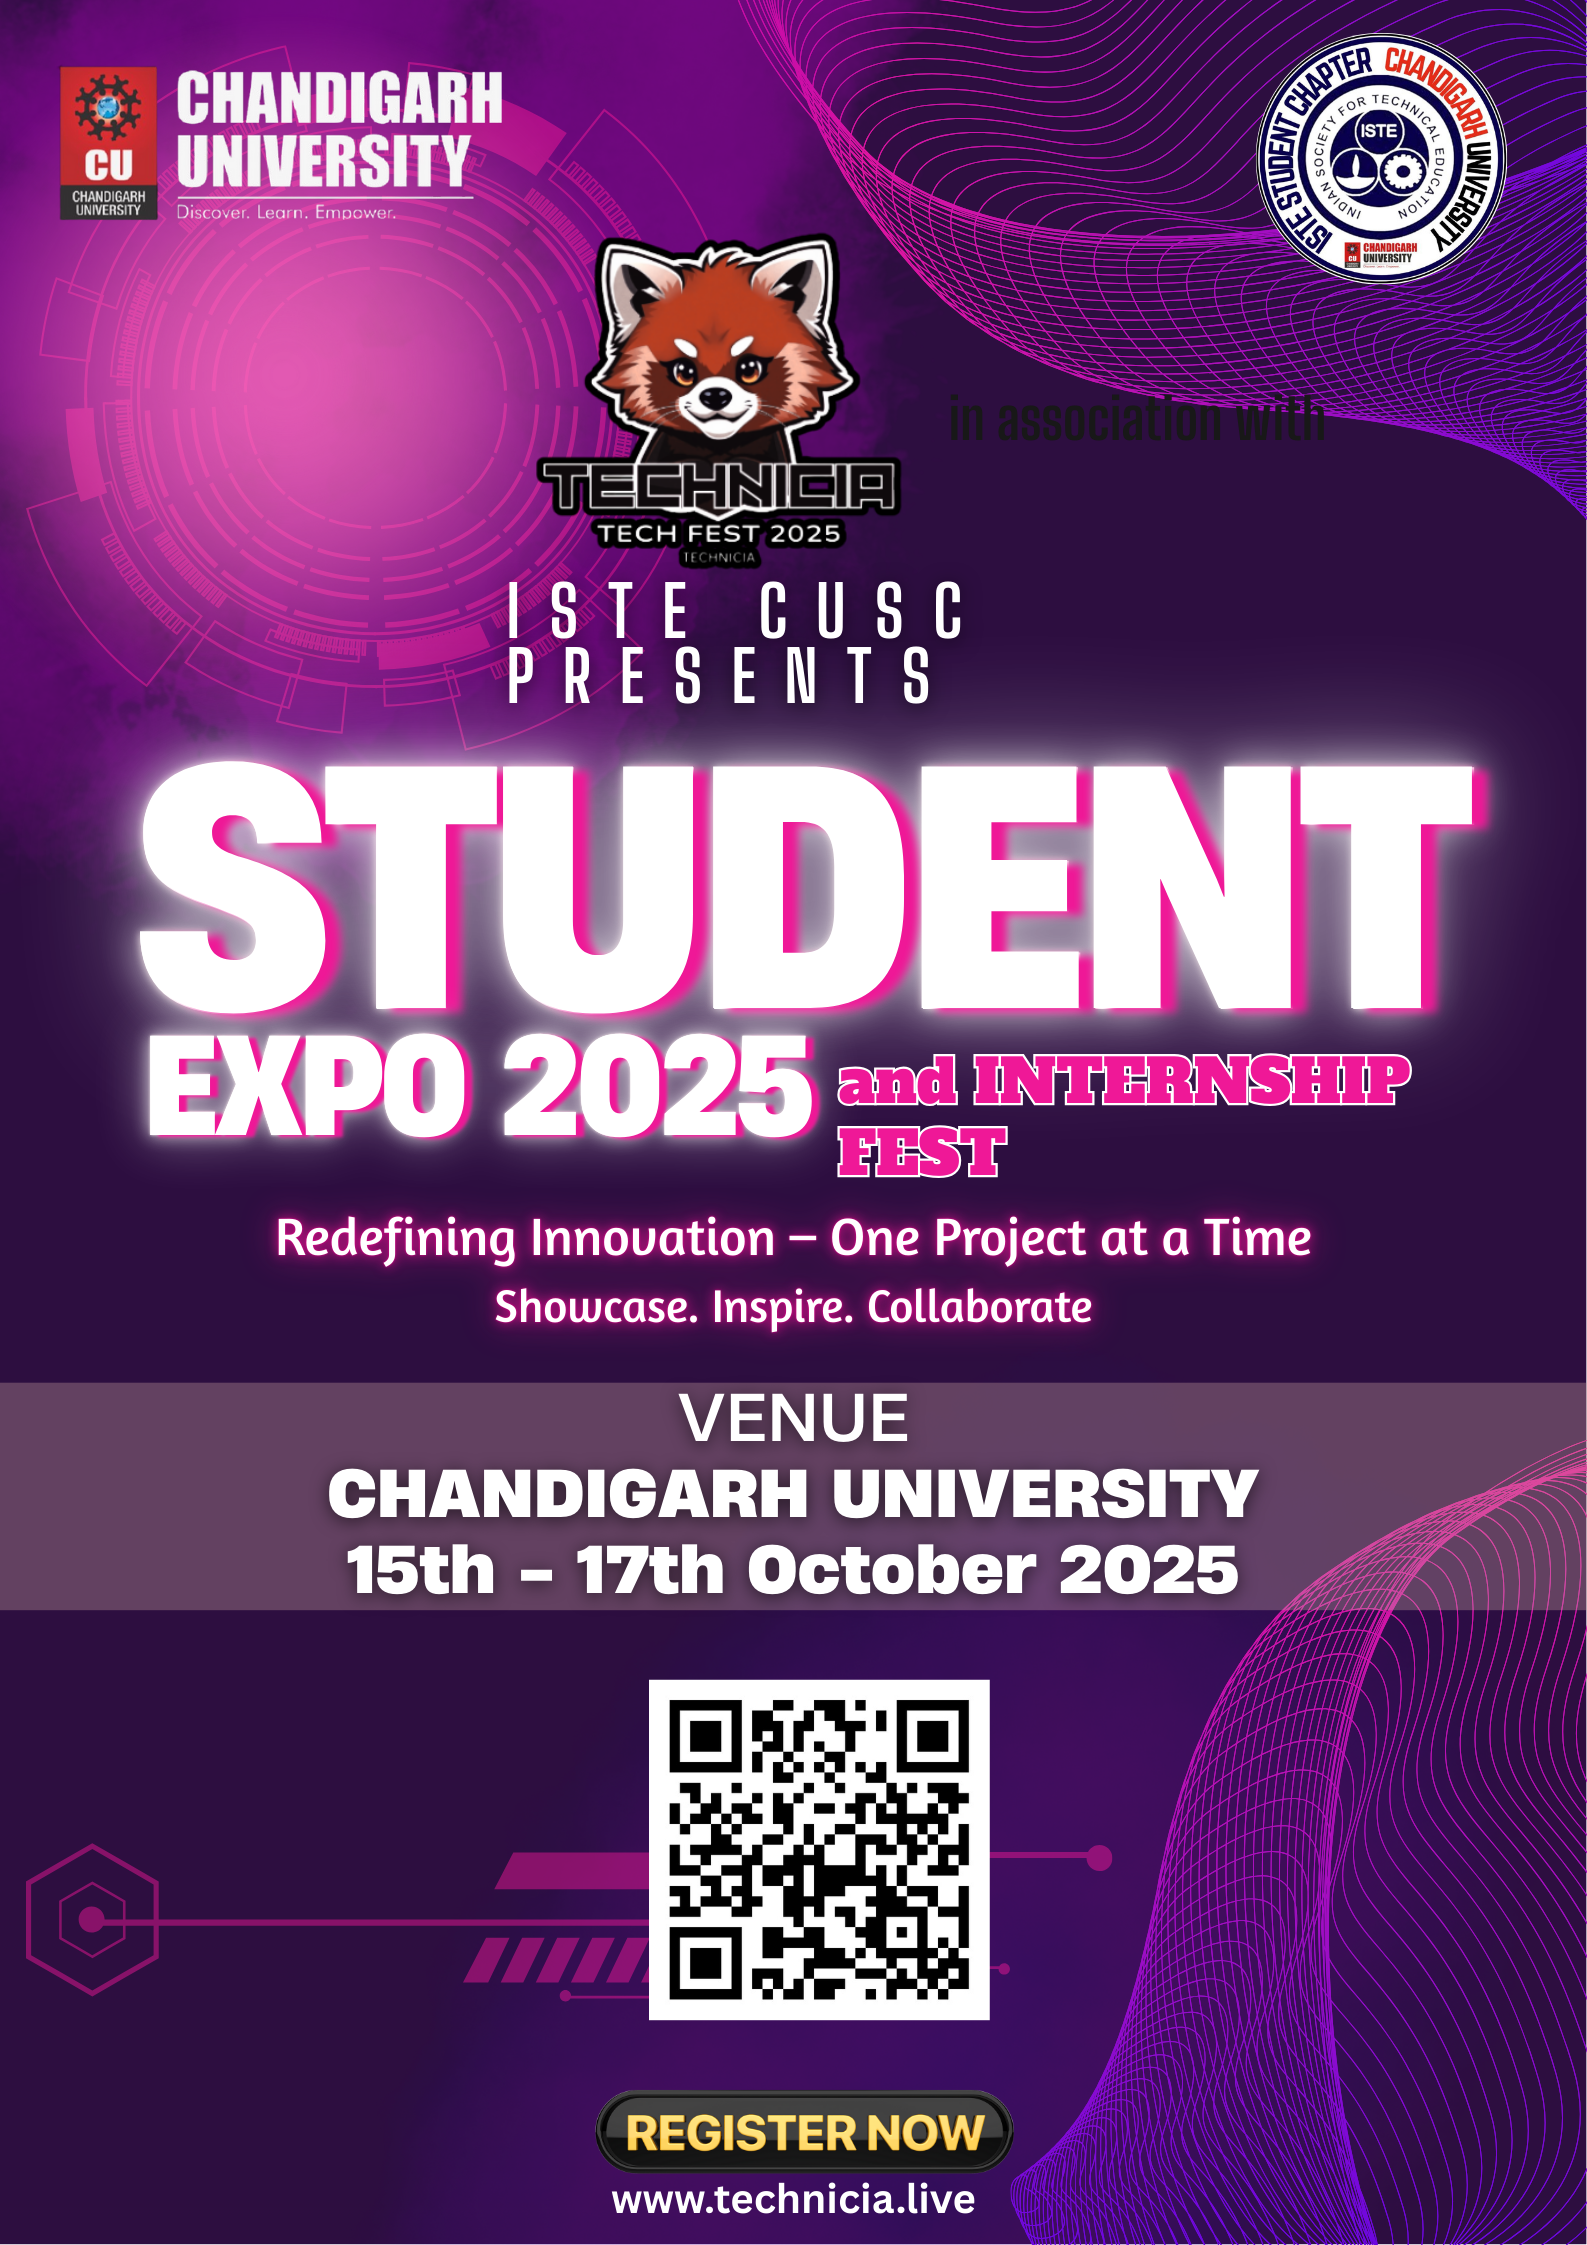 CHANDIGARH
UNIVERSITY
Discover. Learn. Empower.
CU
CHANDIGARH
UNIVERSITY
ISTE STUDENT CHAPTER CHANDIGARH UNIVERSITY
INDIAN SOCIETY FOR TECHNICAL EDUCATION
ISTE
CU
CHANDIGARH
UNIVERSITY
in association with
TECHNICIA
TECH FEST 2025
TECHNICIA
ISTE CUSC
PRESENTS
STUDENT
EXPO 2025
and INTERNSHIP
FEST
Redefining Innovation – One Project at a Time
Showcase. Inspire. Collaborate
VENUE
CHANDIGARH UNIVERSITY
15th – 17th October 2025
REGISTER NOW
www.technicia.live